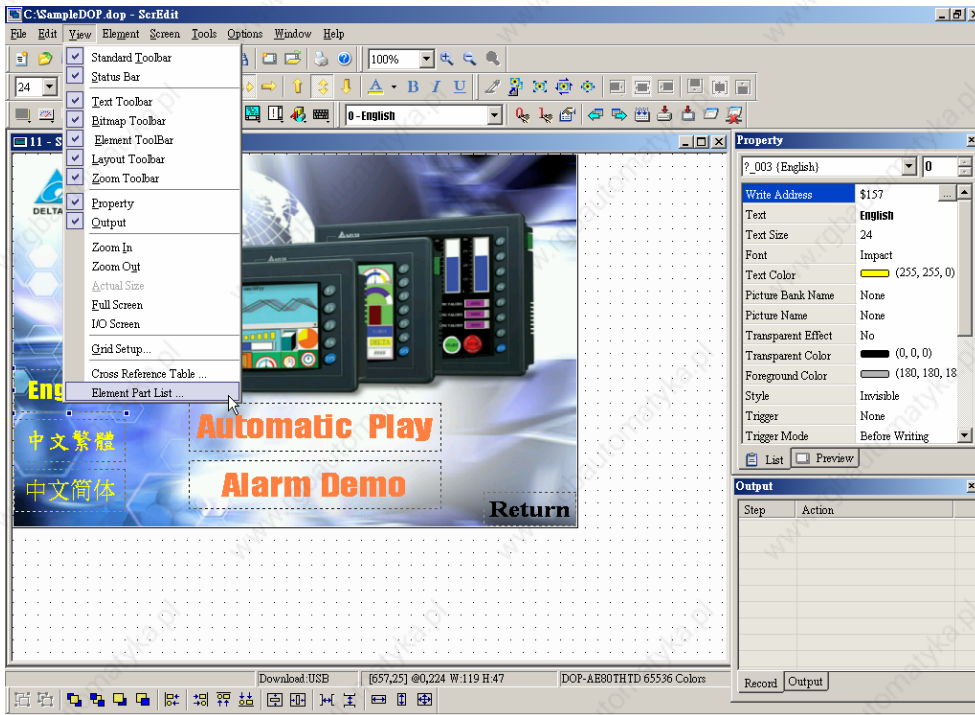 C:\SampleDOP.dop - ScrEdit
File Edit View Element Screen Tools Options Window Help
100%
24
A B I U
0 - English
11 - S
Standard Toolbar
Status Bar
Text Toolbar
Bitmap Toolbar
Element ToolBar
Layout Toolbar
Zoom Toolbar
Property
Output
Zoom In
Zoom Out
Actual Size
Full Screen
I/O Screen
Grid Setup...
Cross Reference Table ...
Element Part List ...
DELTA
Eng
中文繁體
中文简体
Automatic Play
Alarm Demo
Return
Property
?_003 {English}
0
Write Address $157 ...
Text English
Text Size 24
Font Impact
Text Color (255, 255, 0)
Picture Bank Name None
Picture Name None
Transparent Effect No
Transparent Color (0, 0, 0)
Foreground Color (180, 180, 18
Style Invisible
Trigger None
Trigger Mode Before Writing
List Preview
Output
Step Action
Record Output
Download:USB [657,25] @0,224 W:119 H:47 DOP-AE80THTD 65536 Colors
www.rgbautomatyka.pl